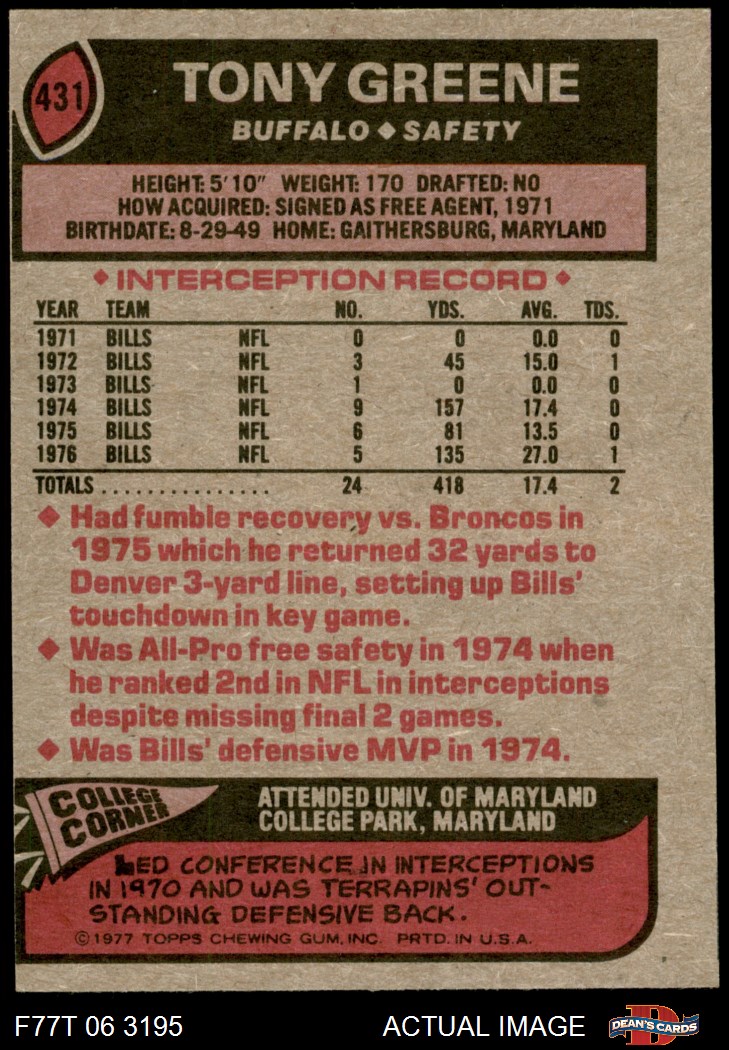 431
TONY GREENE
BUFFALO ◆ SAFETY
HEIGHT: 5'10" WEIGHT: 170 DRAFTED: NO
HOW ACQUIRED: SIGNED AS FREE AGENT, 1971
BIRTHDATE: 8-29-49 HOME: GAITHERSBURG, MARYLAND
◆ INTERCEPTION RECORD ◆
YEAR TEAM NO. YDS. AVG. TDS.
1971 BILLS NFL 0 0 0.0 0
1972 BILLS NFL 3 45 15.0 1
1973 BILLS NFL 1 0 0.0 0
1974 BILLS NFL 9 157 17.4 0
1975 BILLS NFL 6 81 13.5 0
1976 BILLS NFL 5 135 27.0 1
TOTALS................ 24 418 17.4 2
◆ Had fumble recovery vs. Broncos in
1975 which he returned 32 yards to
Denver 3-yard line, setting up Bills'
touchdown in key game.
◆ Was All-Pro free safety in 1974 when
he ranked 2nd in NFL in interceptions
despite missing final 2 games.
◆ Was Bills' defensive MVP in 1974.
COLLEGE
CORNER
ATTENDED UNIV. OF MARYLAND
COLLEGE PARK, MARYLAND
LED CONFERENCE IN INTERCEPTIONS
IN 1970 AND WAS TERRAPINS' OUT-
STANDING DEFENSIVE BACK.
©1977 TOPPS CHEWING GUM, INC. PRTD. IN U.S.A.
F77T 06 3195 ACTUAL IMAGE
D
DEAN'S CARDS